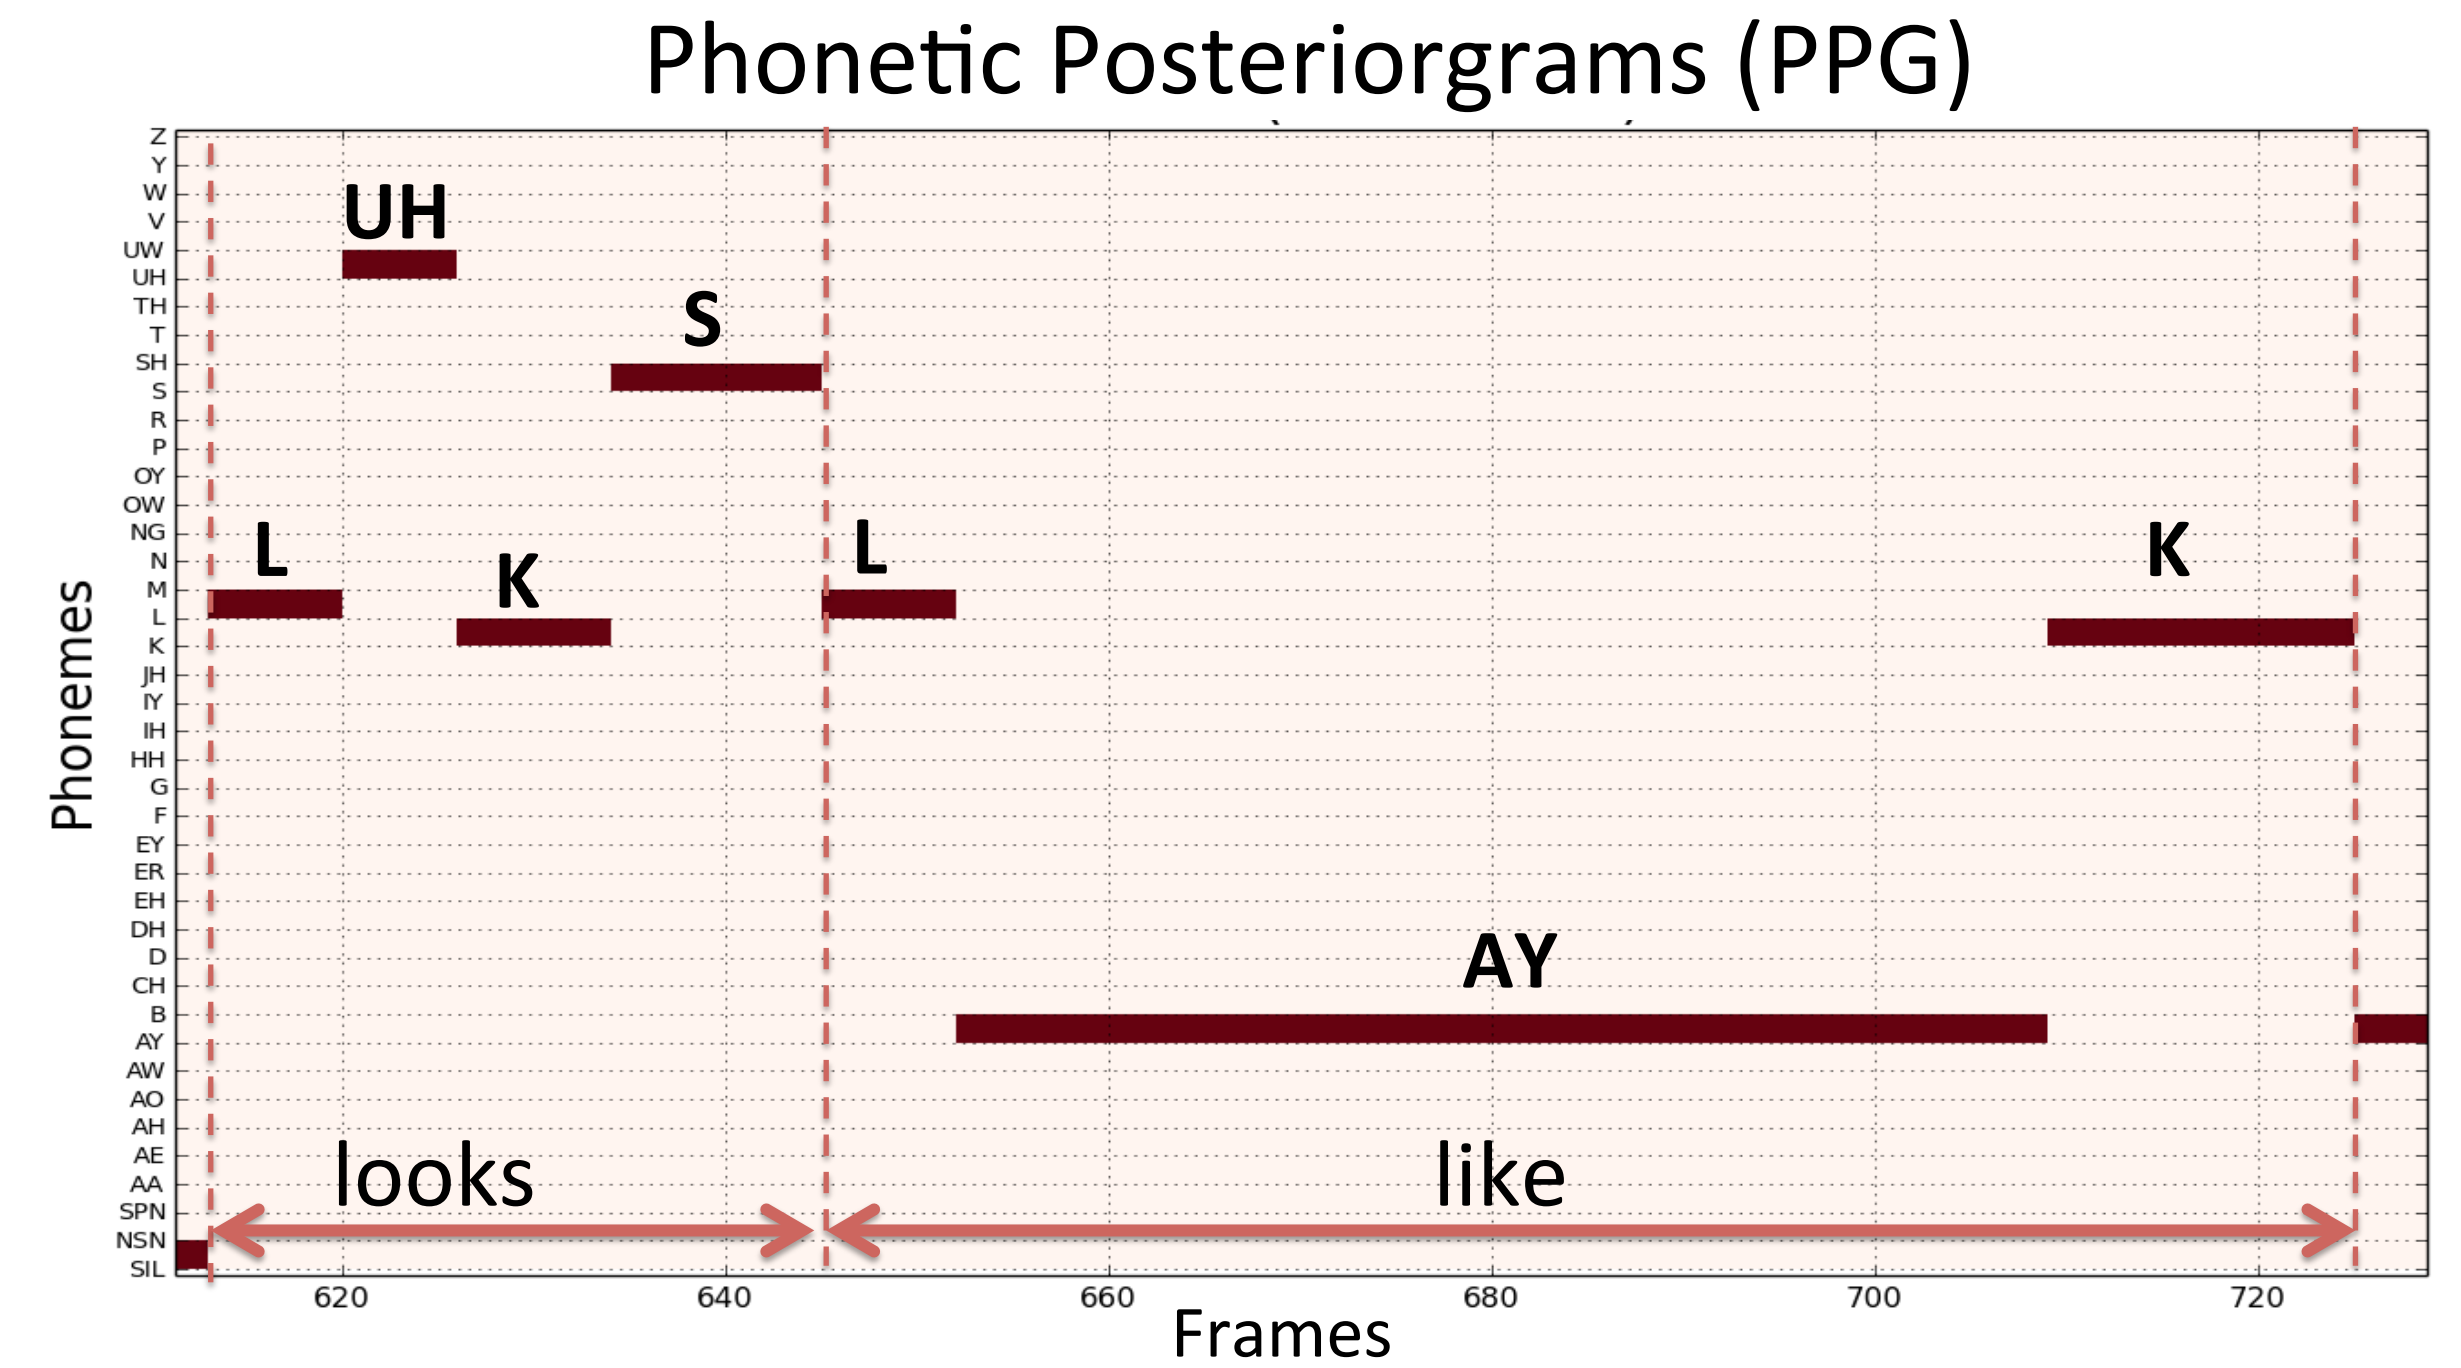 Phonetic Posteriorgrams (PPG)
Z
Y
W
V
UW
UH
TH
T
SH
S
R
P
OY
OW
NG
N
M
L
K
JH
IY
IH
HH
G
F
EY
ER
EH
DH
D
CH
B
AY
AW
AO
AH
AE
AA
SPN
NSN
SIL
Phonemes
UH
S
L
K
L
K
AY
looks like
620 640 660 680 700 720
Frames